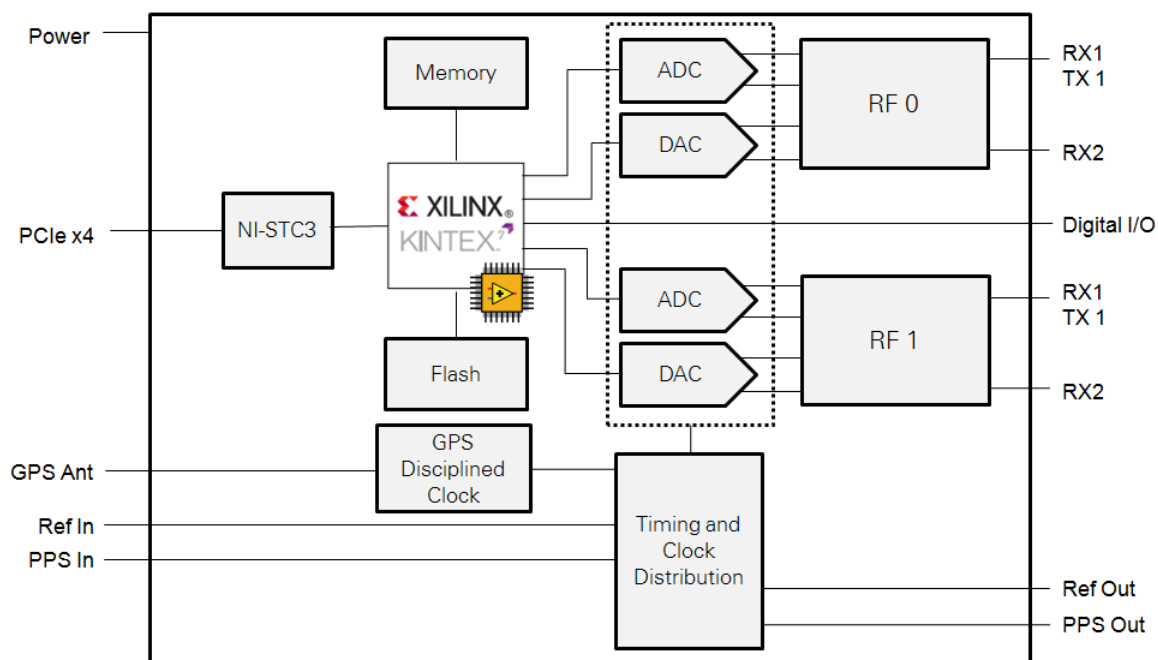 Power
Memory
ADC
DAC
RF 0
RX1
TX 1
RX2
PCIe x4
NI-STC3
XILINX®
KINTEX.7
Digital I/O
ADC
DAC
RF 1
RX1
TX 1
RX2
Flash
GPS Ant
GPS
Disciplined
Clock
Ref In
PPS In
Timing and
Clock
Distribution
Ref Out
PPS Out